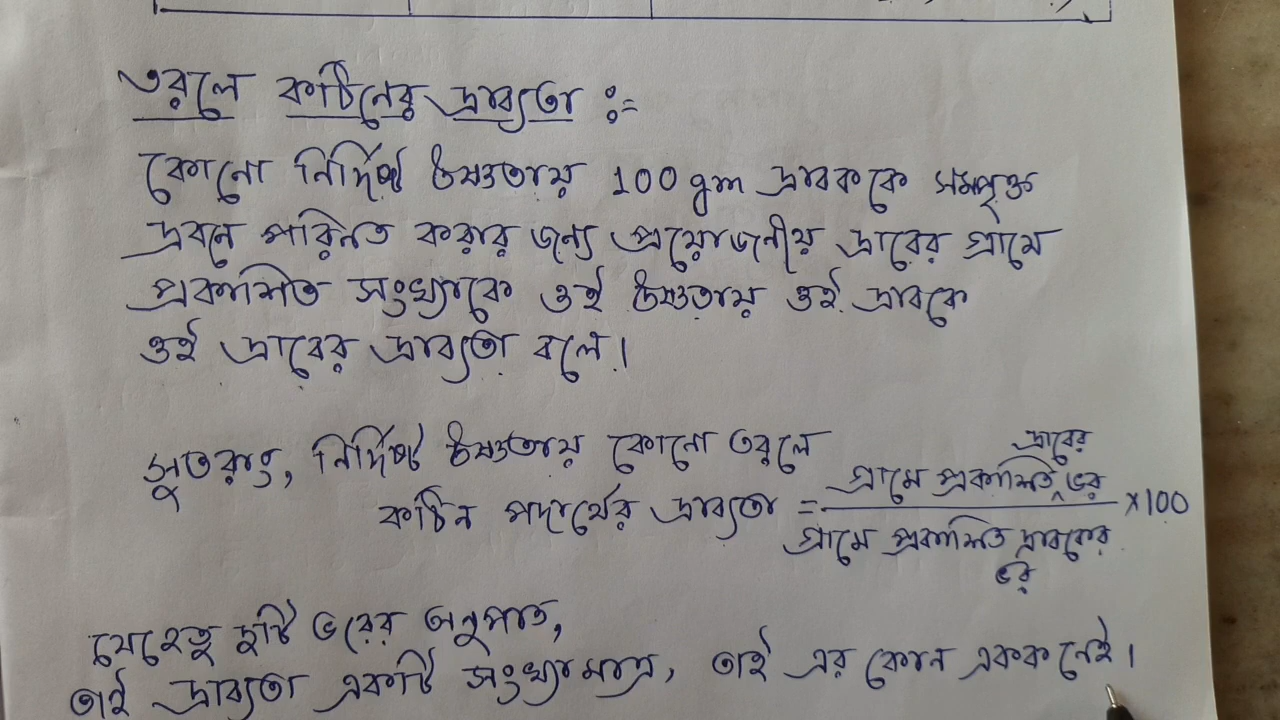 তরলে কঠিনের দ্রাব্যতা :=
কোনো নির্দিষ্ট উষ্ণতায় 100 gm দ্রাবককে সম্পৃক্ত
দ্রবনে পরিনত করার জন্য প্রয়োজনীয় দ্রাবের গ্রামে
প্রকাশিত সংখ্যাকে ওই উষ্ণতায় ওই দ্রাবকে
ওই দ্রাবের দ্রাব্যতা বলে।
সুতরাং, নির্দিষ্ট উষ্ণতায় কোনো তরলে
কঠিন পদার্থের দ্রাব্যতা = গ্রামে প্রকাশিত দ্রাবের ভর / গ্রামে প্রকাশিত দ্রাবকের ভর ×100
যেহেতু দুটি ভরের অনুপাত,
তাই দ্রাব্যতা একটি সংখ্যামাত্র, তাই এর কোন একক নেই।